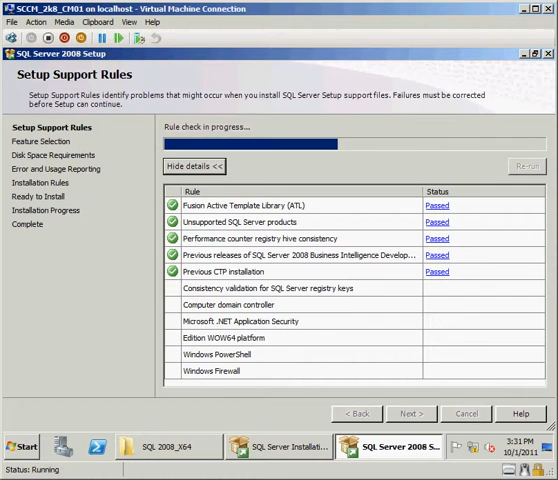 SCCM_2k8_CM01 on localhost - Virtual Machine Connection
File Action Media Clipboard View Help
SQL Server 2008 Setup
Setup Support Rules
Setup Support Rules identify problems that might occur when you install SQL Server Setup support files. Failures must be corrected
before Setup can continue.
Setup Support Rules
Feature Selection
Disk Space Requirements
Error and Usage Reporting
Installation Rules
Ready to Install
Installation Progress
Complete
Rule check in progress...
Hide details <<
Re-run
Rule Status
Fusion Active Template Library (ATL) Passed
Unsupported SQL Server products Passed
Performance counter registry hive consistency Passed
Previous releases of SQL Server 2008 Business Intelligence Develop... Passed
Previous CTP installation Passed
Consistency validation for SQL Server registry keys
Computer domain controller
Microsoft .NET Application Security
Edition WOW64 platform
Windows PowerShell
Windows Firewall
< Back Next > Cancel Help
Start SQL 2008_X64 SQL Server Installati... SQL Server 2008 S... 3:31 PM
10/1/2011
Status: Running